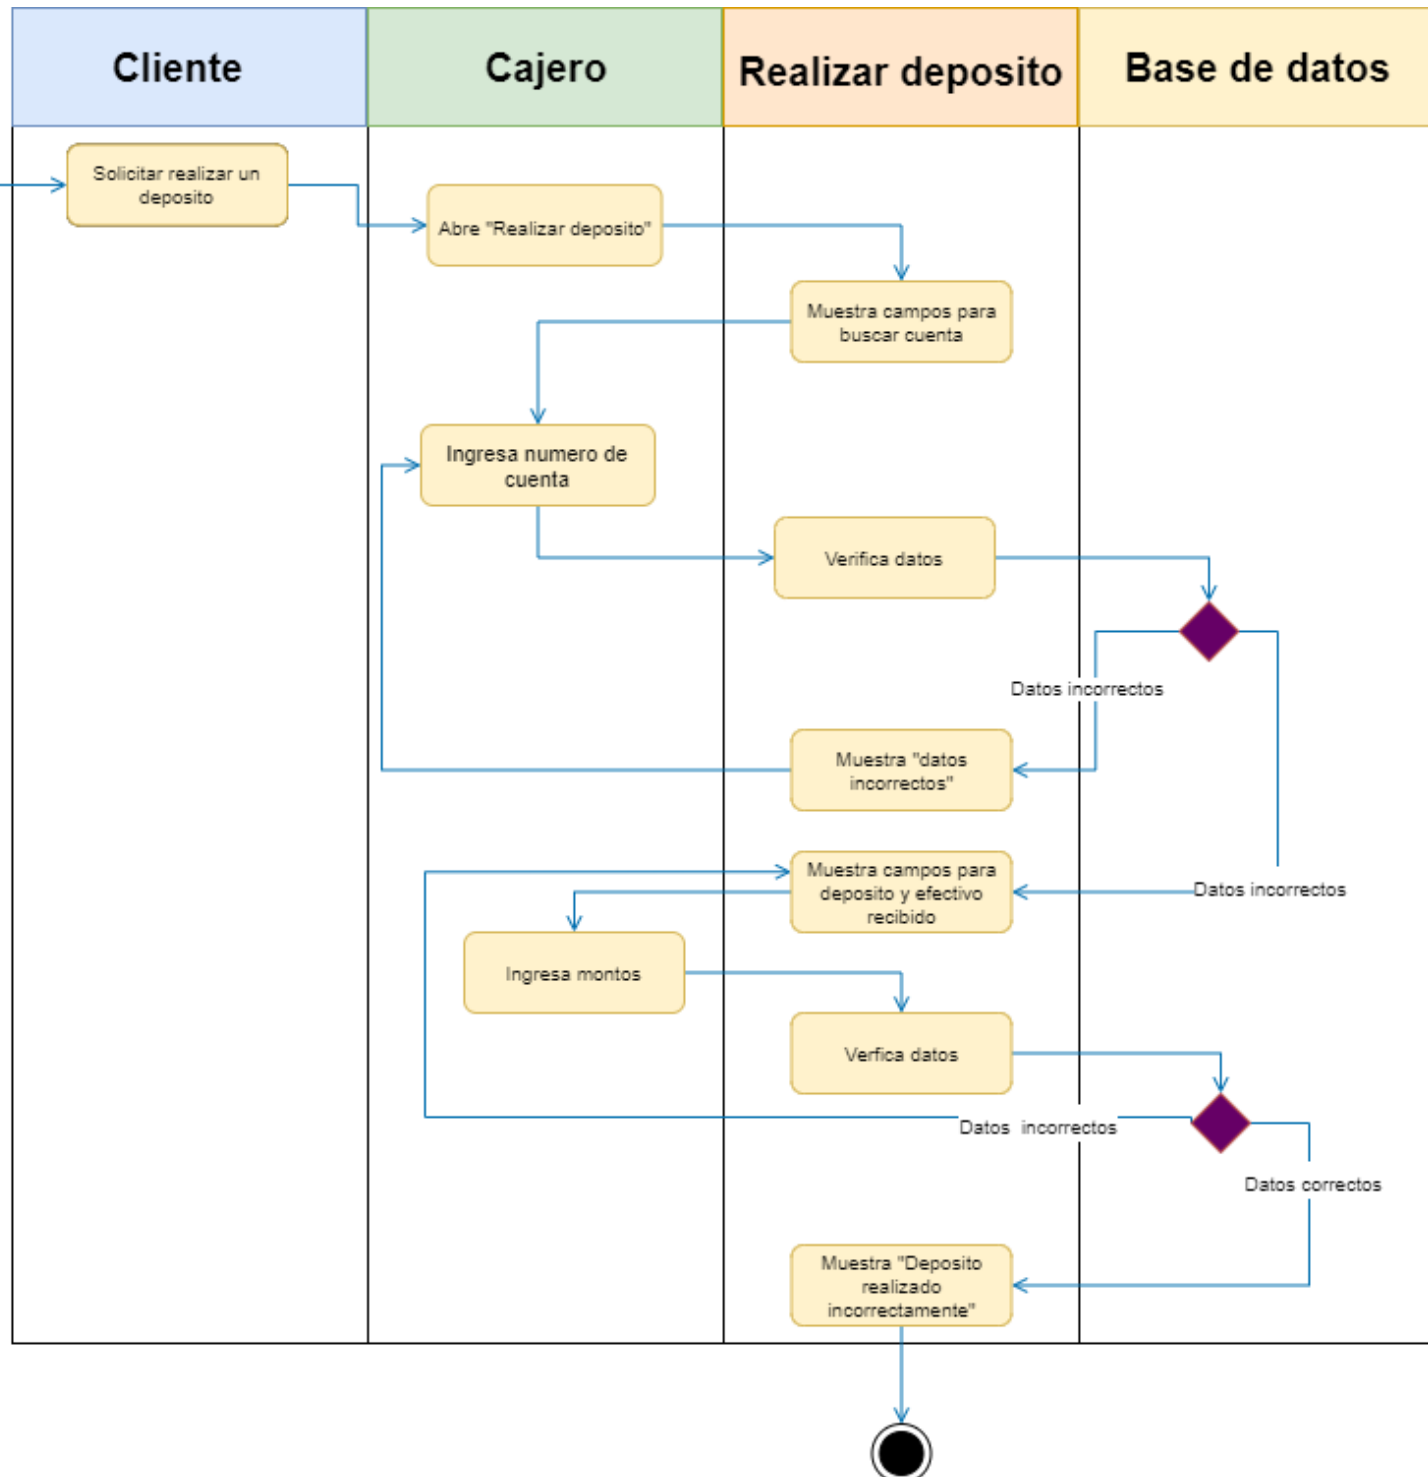 Cliente
Cajero
Realizar deposito
Base de datos
Solicitar realizar un
deposito
Abre "Realizar deposito"
Muestra campos para
buscar cuenta
Ingresa numero de
cuenta
Verifica datos
Datos incorrectos
Muestra "datos
incorrectos"
Muestra campos para
deposito y efectivo
recibido
Datos incorrectos
Ingresa montos
Verfica datos
Datos  incorrectos
Datos correctos
Muestra "Deposito
realizado
incorrectamente"